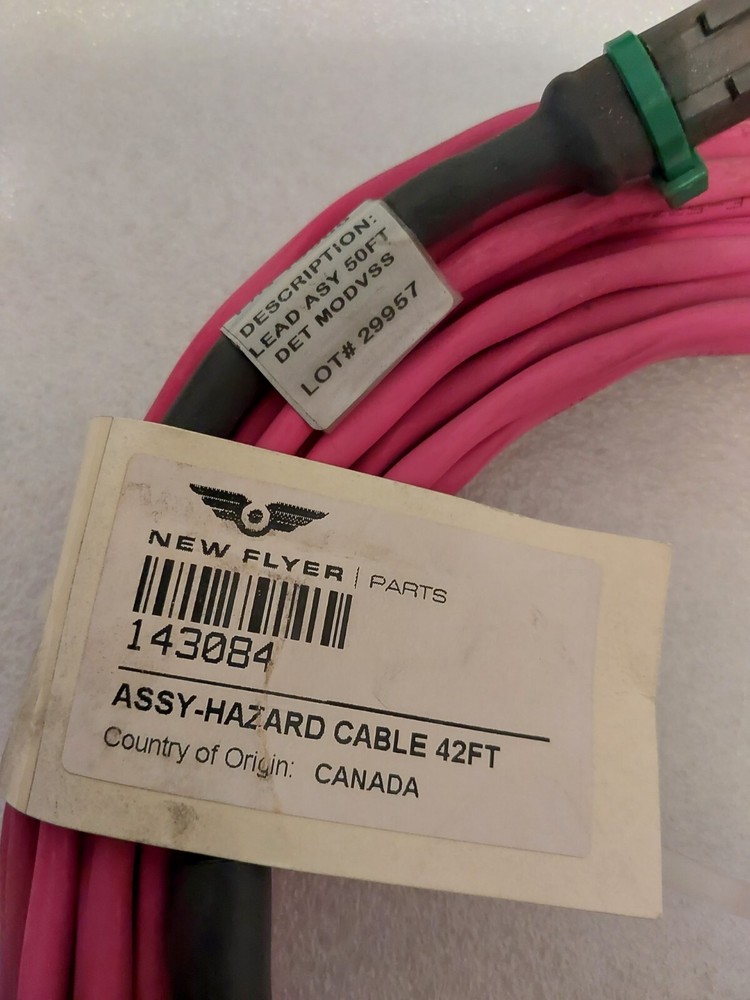 DESCRIPTION:
LEAD ASY 50FT
DET MODVSS
LOT# 29957
NEW FLYER | PARTS
143084
ASSY-HAZARD CABLE 42FT
Country of Origin: CANADA